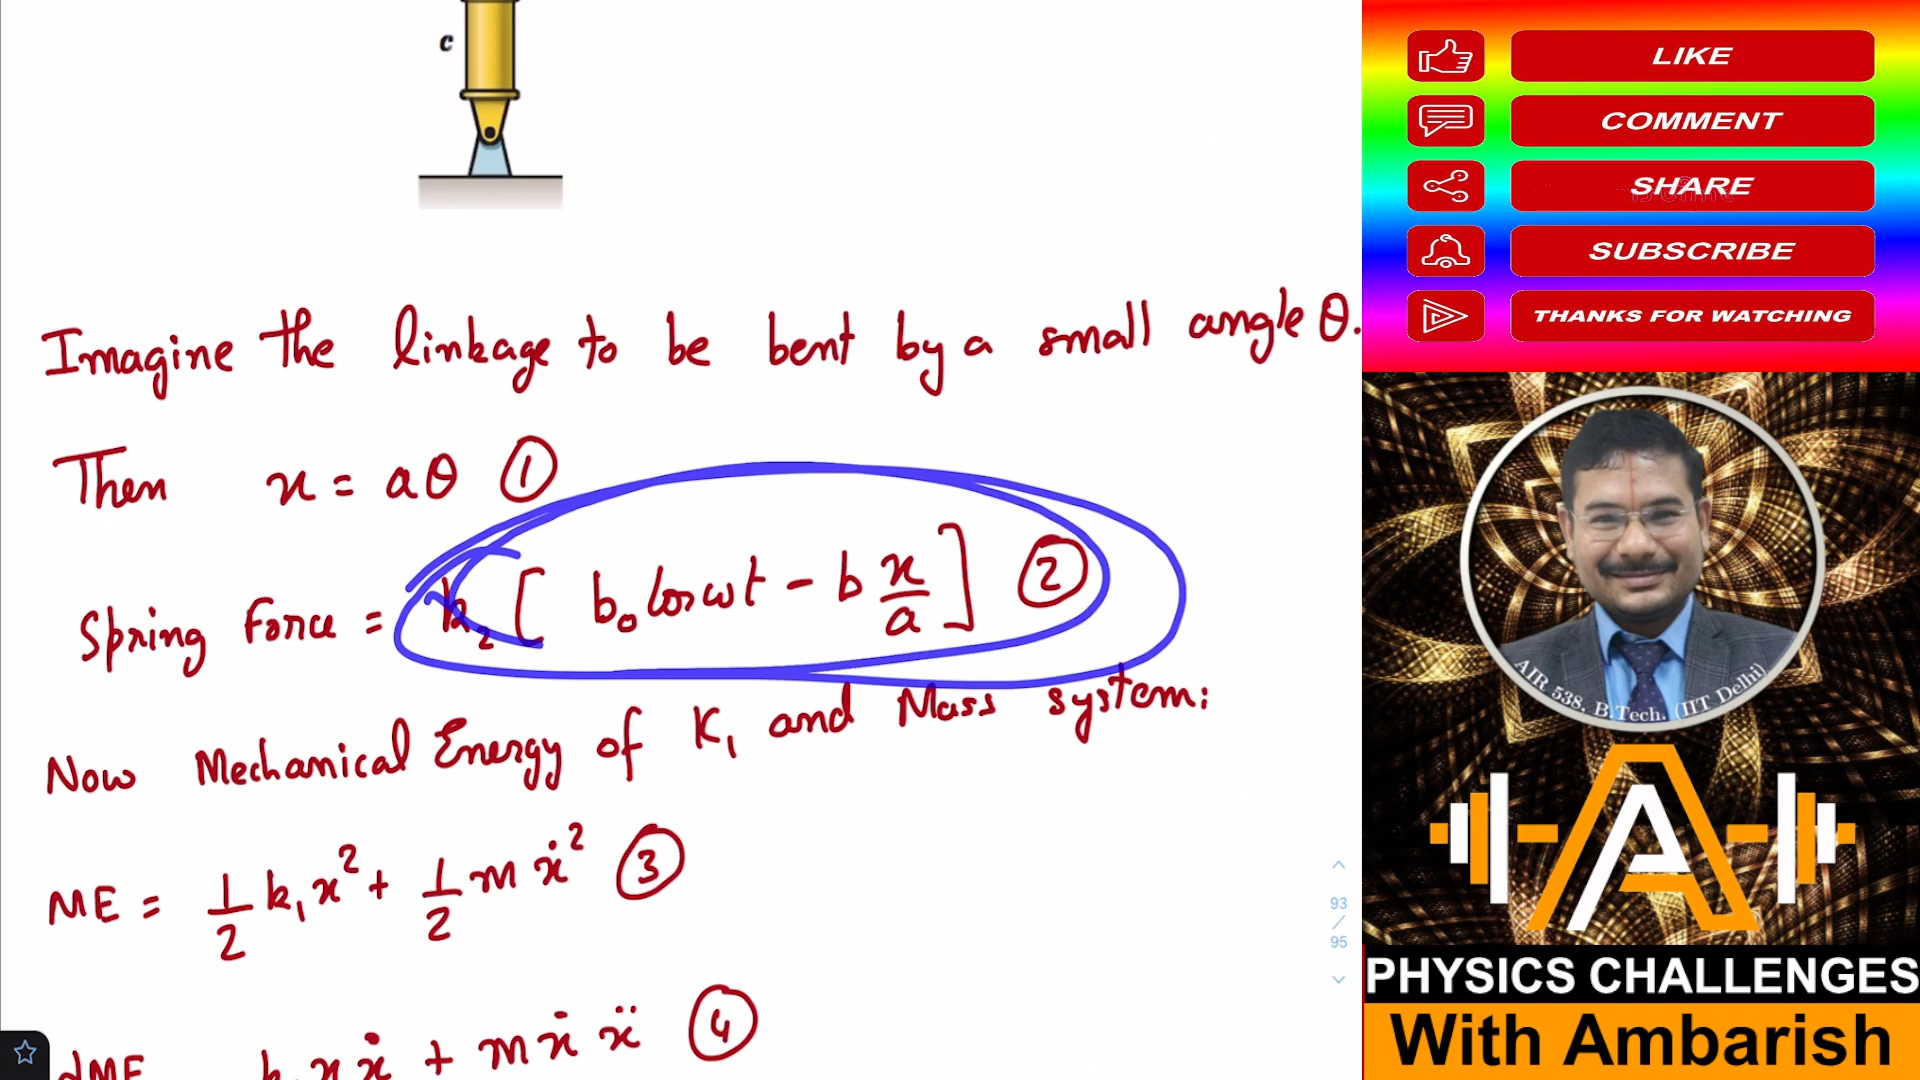 c
Imagine the linkage to be bent by a small angle θ.
Then x = aθ ①
Spring Force = k₂ [ b₀ cos ωt - b x/a ] ②
Now Mechanical Energy of K₁ and Mass system:
ME = 1/2 k₁x² + 1/2 mẋ² ③
dME k₁xẋ + mẋẍ ④
93
/
95
LIKE
COMMENT
SHARE
SUBSCRIBE
THANKS FOR WATCHING
AIR 538, B.Tech. (IIT Delhi)
A
PHYSICS CHALLENGES
With Ambarish